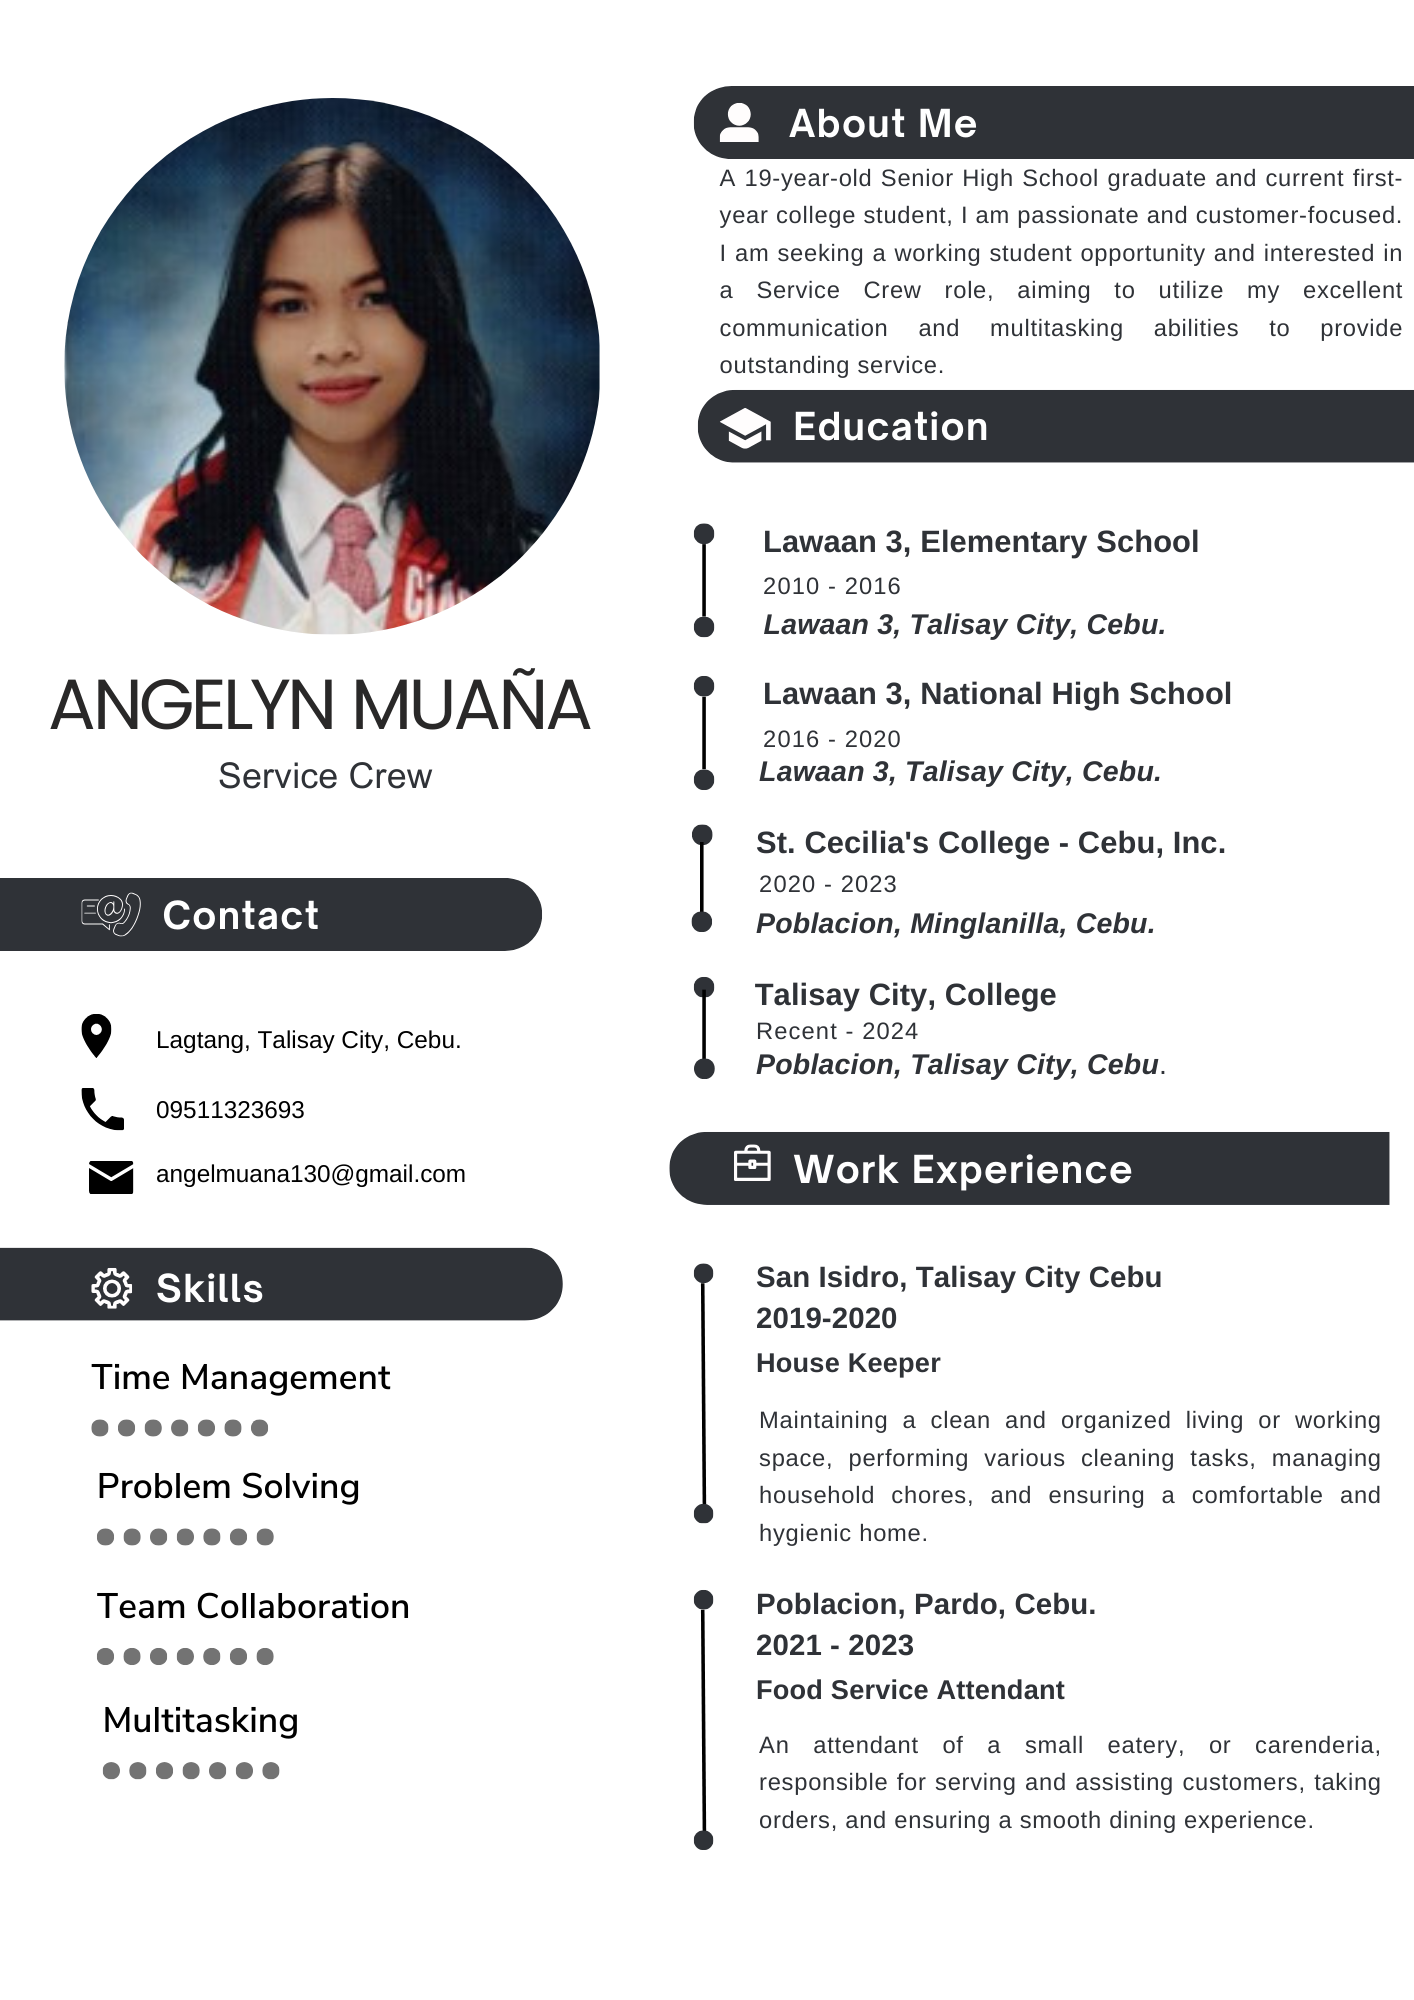 ANGELYN MUAÑA
Service Crew
Contact
Lagtang, Talisay City, Cebu.
09511323693
angelmuana130@gmail.com
Skills
Time Management
Problem Solving
Team Collaboration
Multitasking
About Me
A 19-year-old Senior High School graduate and current first-
year college student, I am passionate and customer-focused.
I am seeking a working student opportunity and interested in
a Service Crew role, aiming to utilize my excellent
communication and multitasking abilities to provide
outstanding service.
Education
Lawaan 3, Elementary School
2010 - 2016
Lawaan 3, Talisay City, Cebu.
Lawaan 3, National High School
2016 - 2020
Lawaan 3, Talisay City, Cebu.
St. Cecilia's College - Cebu, Inc.
2020 - 2023
Poblacion, Minglanilla, Cebu.
Talisay City, College
Recent - 2024
Poblacion, Talisay City, Cebu.
Work Experience
San Isidro, Talisay City Cebu
2019-2020
House Keeper
Maintaining a clean and organized living or working
space, performing various cleaning tasks, managing
household chores, and ensuring a comfortable and
hygienic home.
Poblacion, Pardo, Cebu.
2021 - 2023
Food Service Attendant
An attendant of a small eatery, or carenderia,
responsible for serving and assisting customers, taking
orders, and ensuring a smooth dining experience.